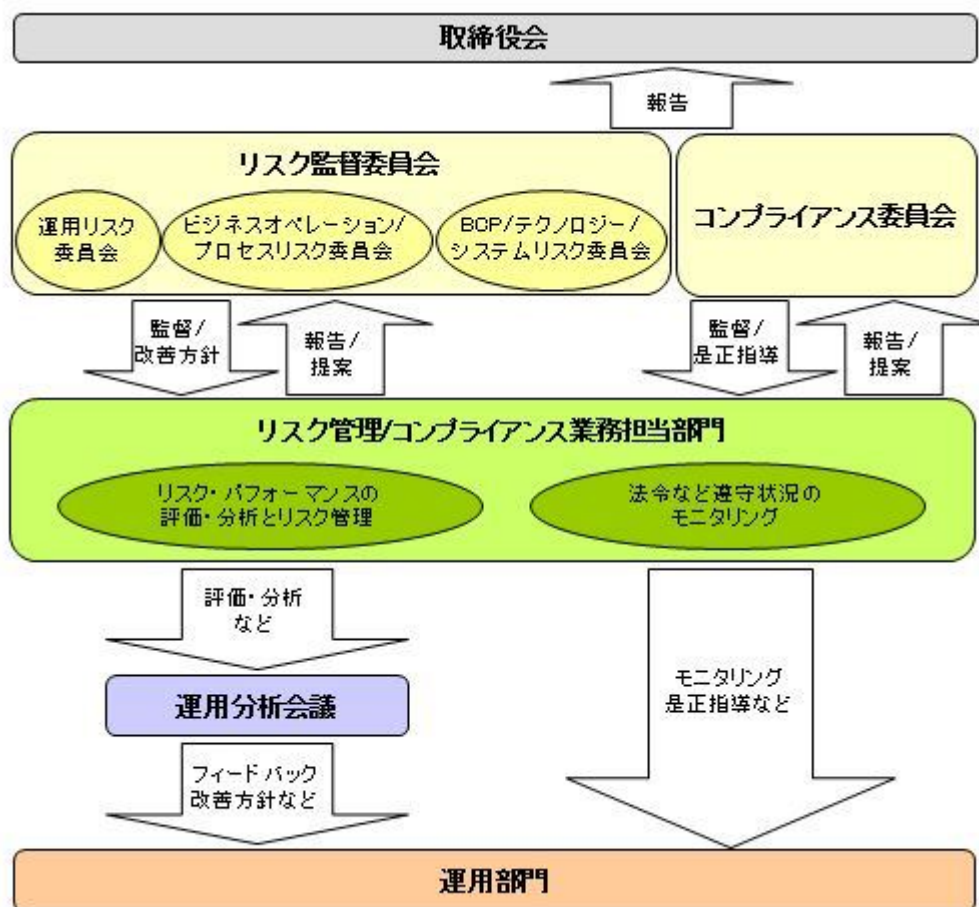 取締役会
報告
リスク監督委員会
運用リスク
委員会
ビジネスオペレーション/
プロセスリスク委員会
BCP/テクノロジー/
システムリスク委員会
コンプライアンス委員会
監督/
改善方針
報告/
提案
監督/
是正指導
報告/
提案
リスク管理/コンプライアンス業務担当部門
リスク・パフォーマンスの
評価・分析とリスク管理
法令など遵守状況の
モニタリング
評価・分析
など
運用分析会議
モニタリング
是正指導など
フィードバック
改善方針など
運用部門